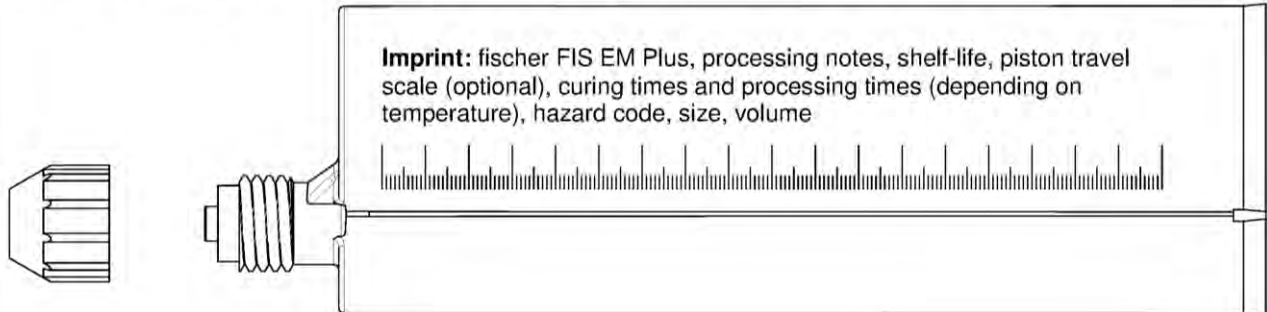 Imprint: fischer FIS EM Plus, processing notes, shelf-life, piston travel
scale (optional), curing times and processing times (depending on
temperature), hazard code, size, volume